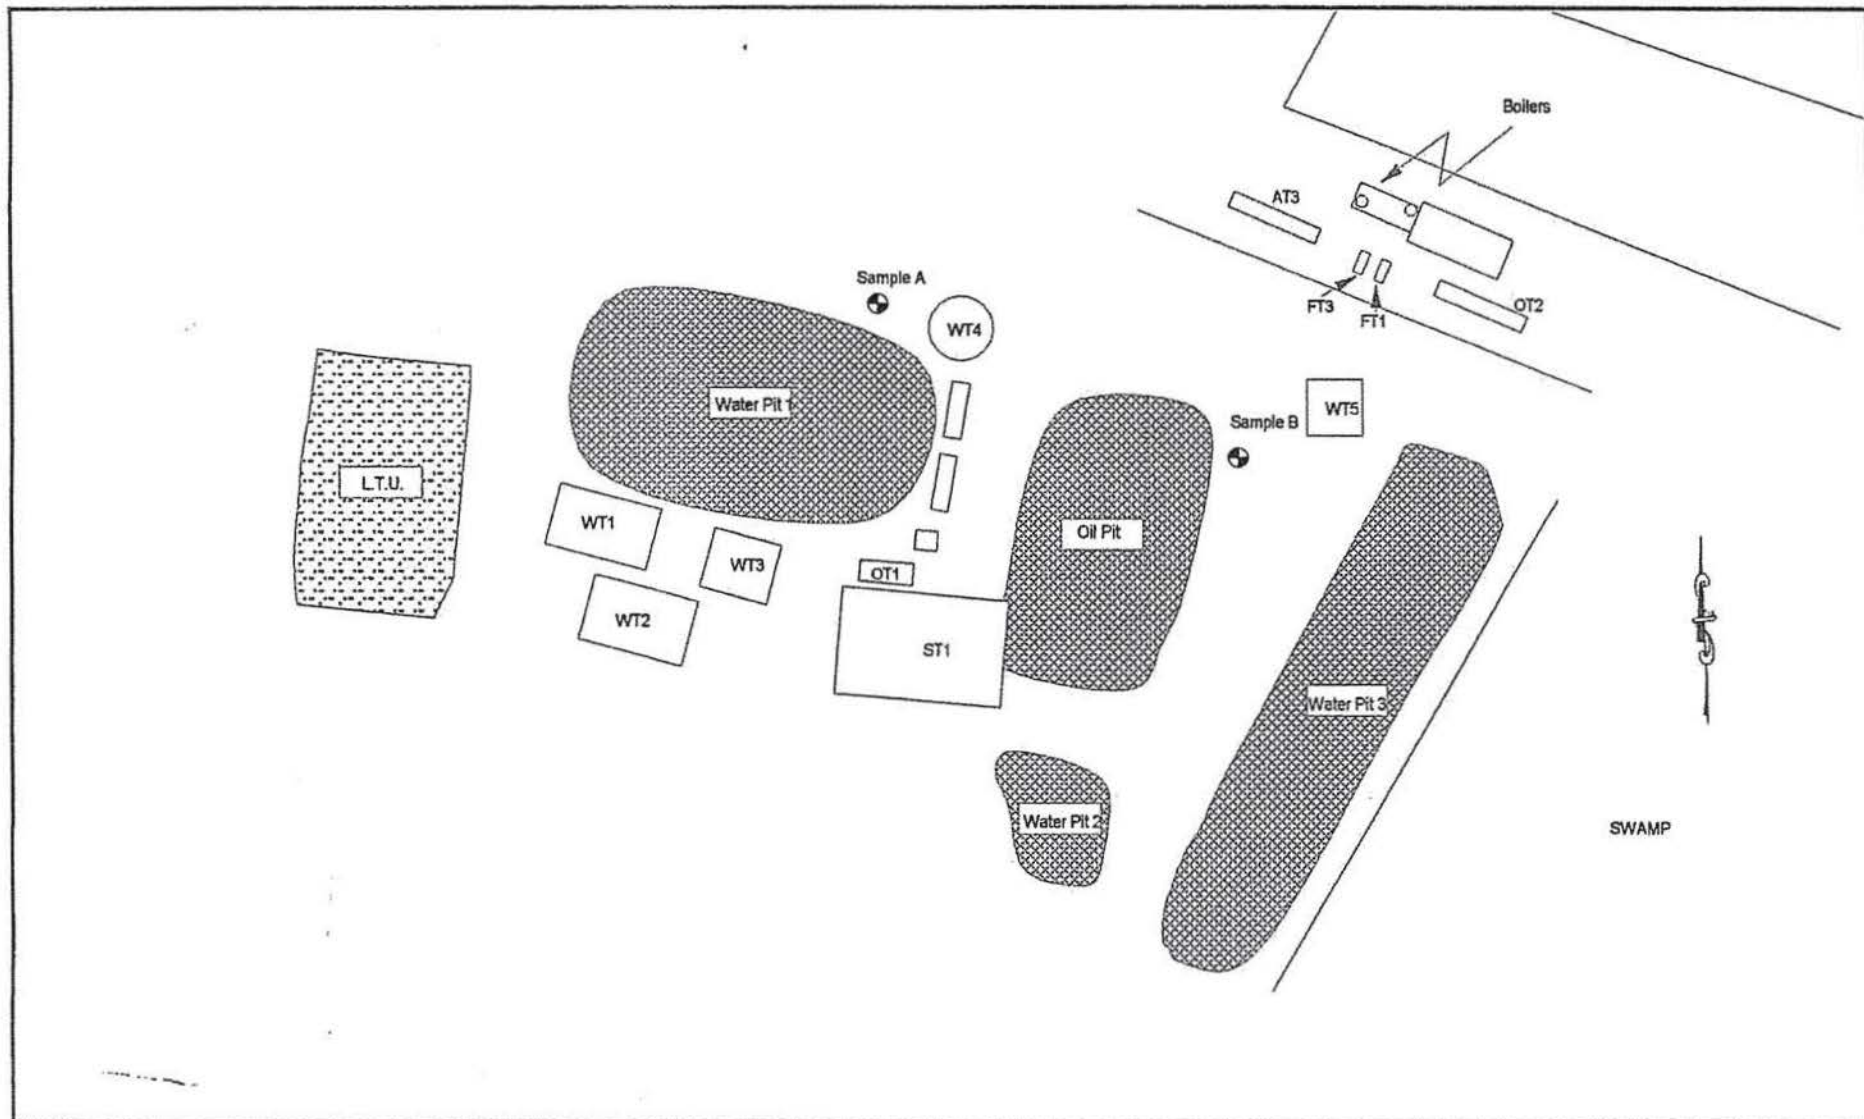 Boilers
AT3
Sample A
FT3
FT1
OT2
WT4
Water Pit 1
WT5
Sample B
L.T.U.
WT1
Oil Pit
WT3
OT1
WT2
ST1
Water Pit 3
Water Pit 2
SWAMP